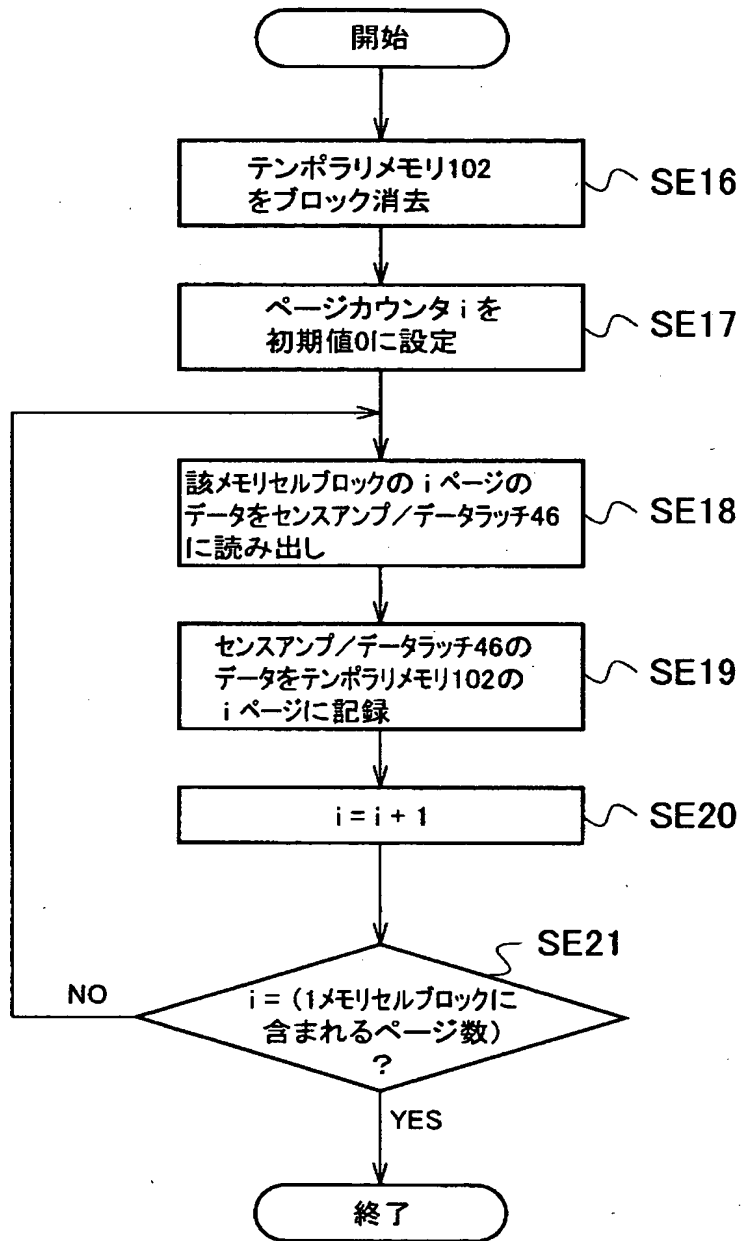 開始
テンポラリメモリ102
をブロック消去
SE16
ページカウンタ i を
初期値0に設定
SE17
該メモリセルブロックの i ページの
データをセンスアンプ/データラッチ46
に読み出し
SE18
センスアンプ/データラッチ46の
データをテンポラリメモリ102の
i ページに記録
SE19
i = i + 1
SE20
SE21
i = (1メモリセルブロックに
含まれるページ数)
?
NO
YES
終了